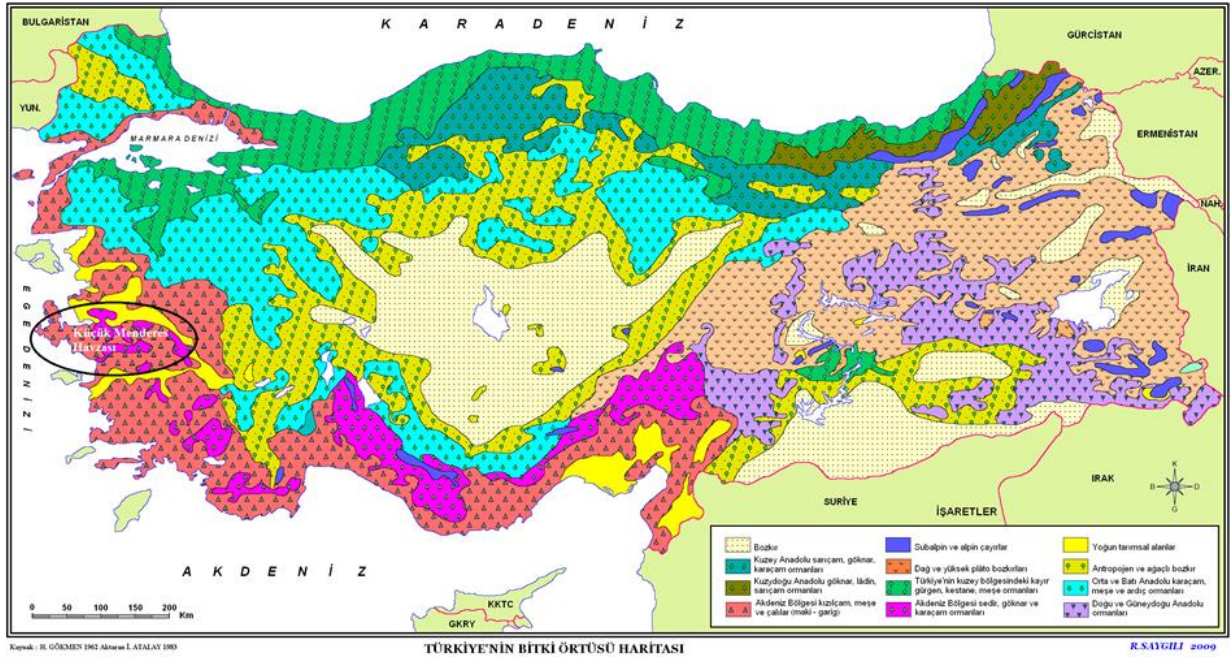 BULGARİSTAN
K A R A D E N İ Z
GÜRCİSTAN
AZER.
YUN.
MARMARA DENİZİ
ERMENİSTAN
NAH.
İRAN
E G E D E N İ Z İ
Küçük Menderes
Havzası
IRAK
SURİYE
K
B D
G
A K D E N İ Z
KKTC
GKRY
0 50 100 150 200
Km
İŞARETLER
Bozkır
Kuzey Anadolu sarıçam, göknar,
karaçam ormanları
Kuzydoğu Anadolu göknar, lâdin,
sarıçam ormanları
Akdeniz Bölgesi kızılçam, meşe
ve çalılar (maki - garig)
Subalpin ve alpin çayırlar
Dağ ve yüksek plâto bozkırları
Türkiye'nin kuzey bölgesindeki kayır
gürgen, kestane, meşe ormanları
Akdeniz Bölgesi sedir, göknar ve
karaçam ormanları
Yoğun tarımsal alanlar
Antropojen ve ağaçlı bozkır
Orta ve Batı Anadolu karaçam,
meşe ve ardıç ormanları
Doğu ve Güneydoğu Anadolu
ormanları
Kaynak : H. GÖKMEN 1962 Aktaran İ. ATALAY 1983
TÜRKİYE'NİN BİTKİ ÖRTÜSÜ HARİTASI
R.SAYGILI 2009